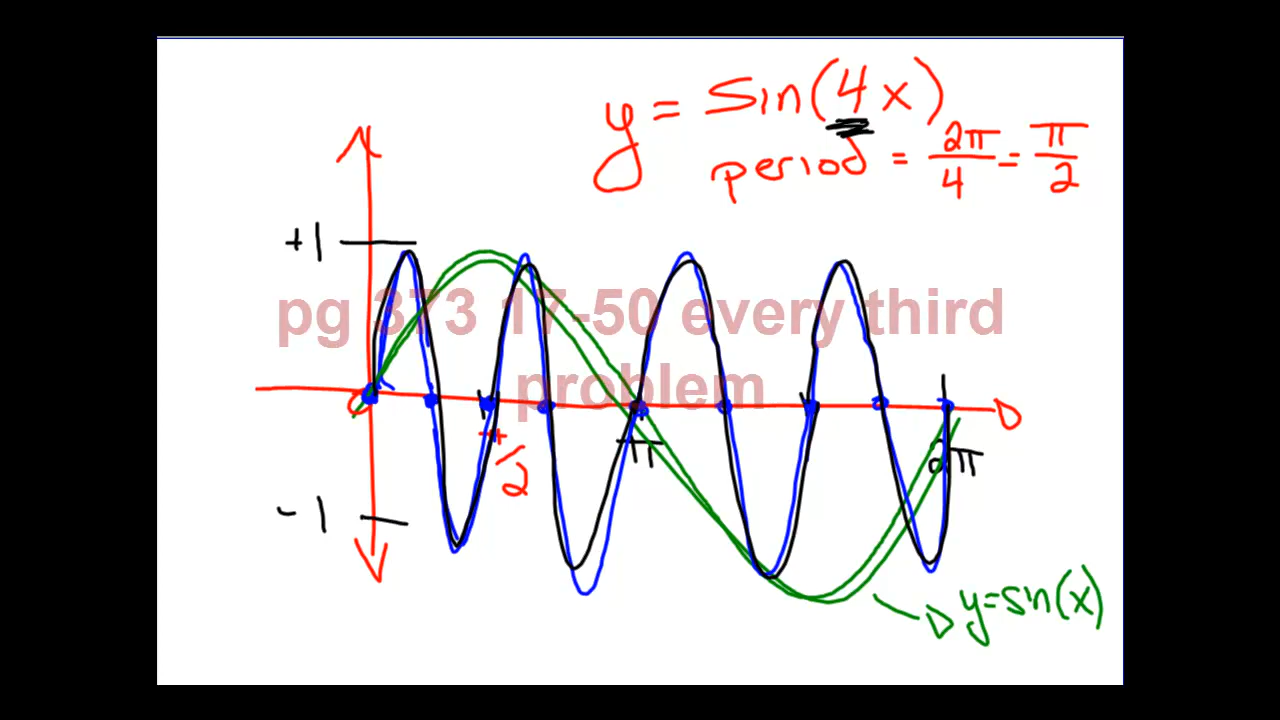 y = sin(4x)
period = 2π/4 = π/2
+1
pg 373 17-50 every third
problem
π/2
π
2π
-1
y=sin(x)